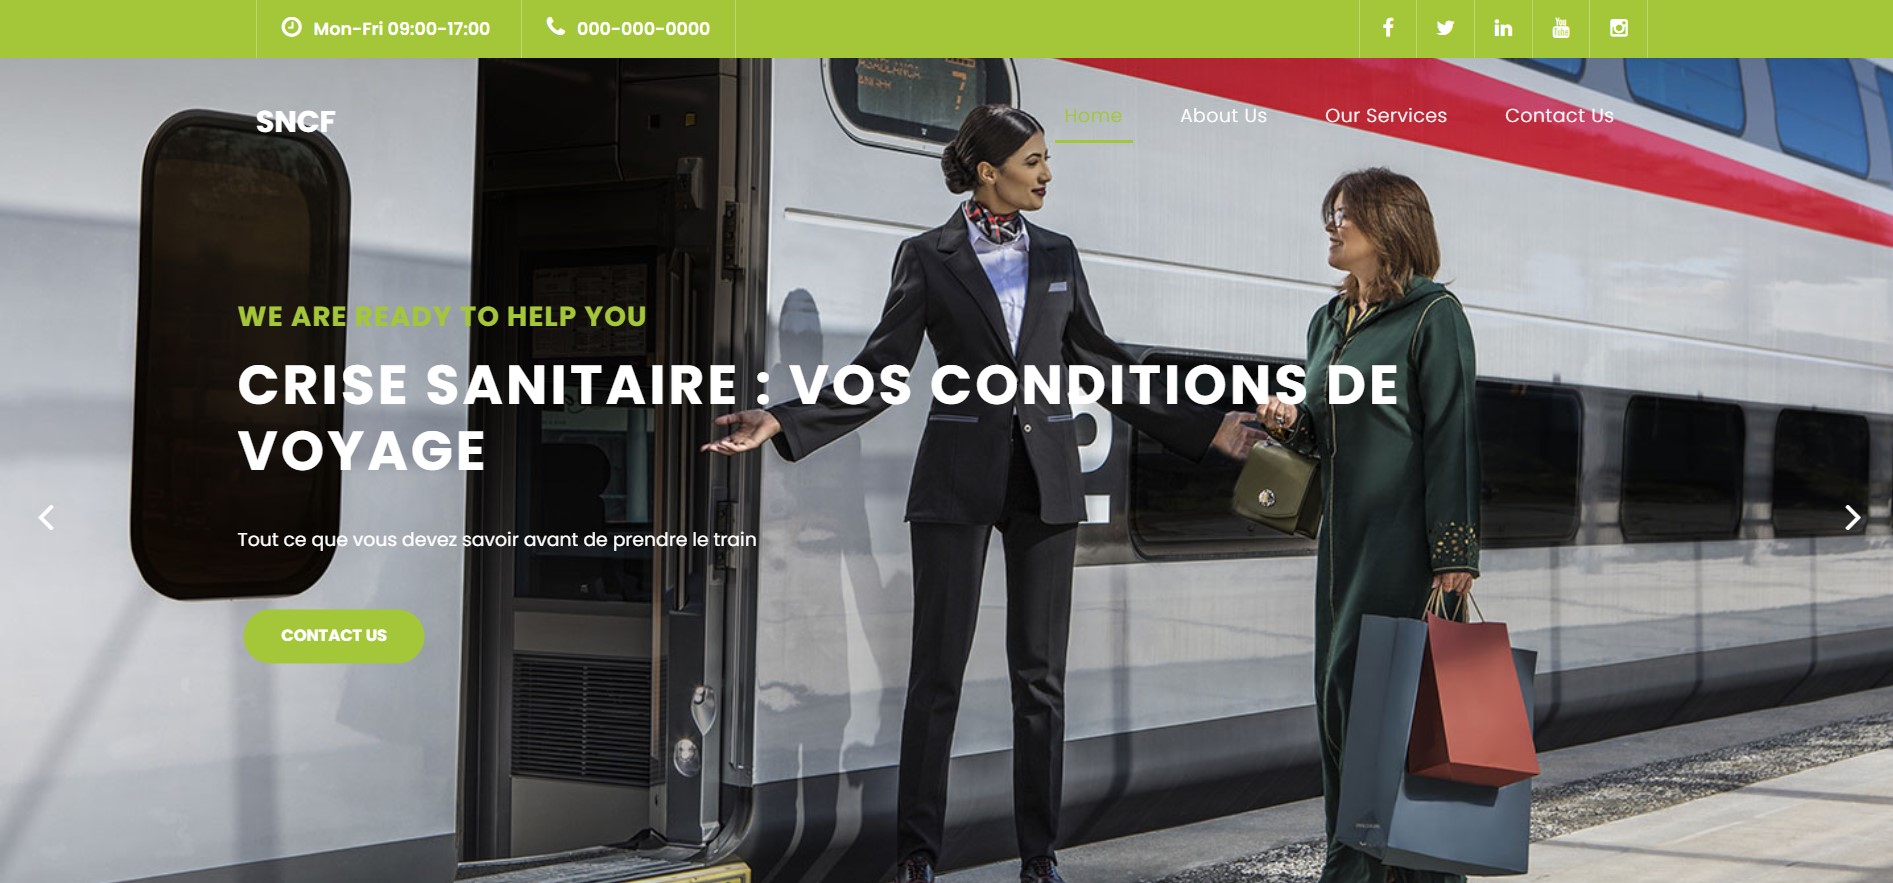 Mon-Fri 09:00-17:00
000-000-0000
SNCF
Home
About Us
Our Services
Contact Us
WE ARE READY TO HELP YOU
CRISE SANITAIRE : VOS CONDITIONS DE
VOYAGE
Tout ce que vous devez savoir avant de prendre le train
CONTACT US
CASABLANCA
2